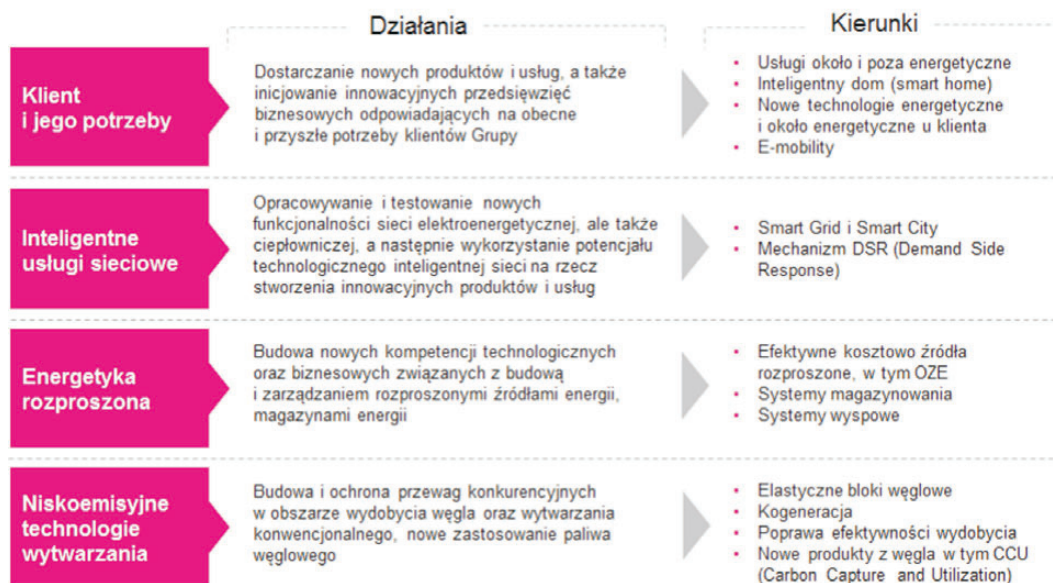 Działania
Kierunki
Klient
i jego potrzeby
Dostarczanie nowych produktów i usług, a także
inicjowanie innowacyjnych przedsięwzięć
biznesowych odpowiadających na obecne
i przyszłe potrzeby klientów Grupy
▪ Usługi około i poza energetyczne
▪ Inteligentny dom (smart home)
▪ Nowe technologie energetyczne
i około energetyczne u klienta
▪ E-mobility
Inteligentne
usługi sieciowe
Opracowywanie i testowanie nowych
funkcjonalności sieci elektroenergetycznej, ale także
ciepłowniczej, a następnie wykorzystanie potencjału
technologicznego inteligentnej sieci na rzecz
stworzenia innowacyjnych produktów i usług
▪ Smart Grid i Smart City
▪ Mechanizm DSR (Demand Side
Response)
Energetyka
rozproszona
Budowa nowych kompetencji technologicznych
oraz biznesowych związanych z budową
i zarządzaniem rozproszonymi źródłami energii,
magazynami energii
▪ Efektywne kosztowo źródła
rozproszone, w tym OZE
▪ Systemy magazynowania
▪ Systemy wyspowe
Niskoemisyjne
technologie
wytwarzania
Budowa i ochrona przewag konkurencyjnych
w obszarze wydobycia węgla oraz wytwarzania
konwencjonalnego, nowe zastosowanie paliwa
węglowego
▪ Elastyczne bloki węglowe
▪ Kogeneracja
▪ Poprawa efektywności wydobycia
▪ Nowe produkty z węgla w tym CCU
(Carbon Capture and Utilization)